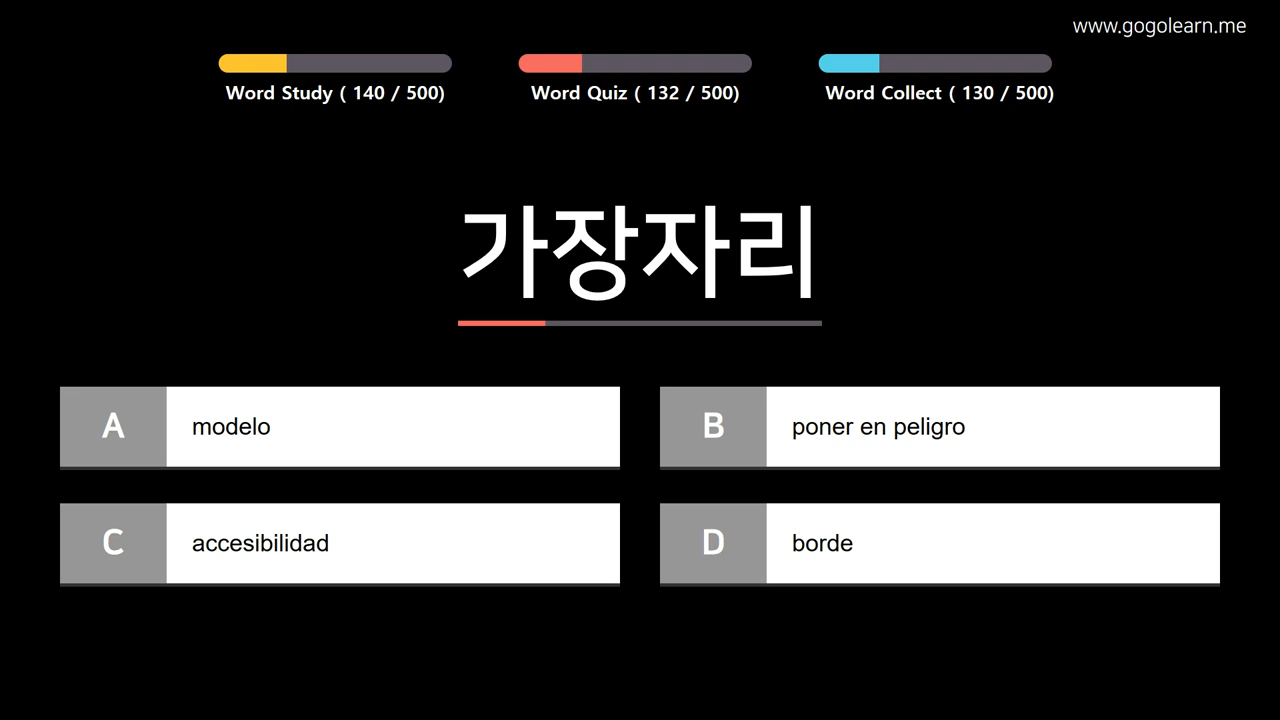 www.gogolearn.me
Word Study ( 140 / 500)
Word Quiz ( 132 / 500)
Word Collect ( 130 / 500)
가장자리
A modelo
B poner en peligro
C accesibilidad
D borde